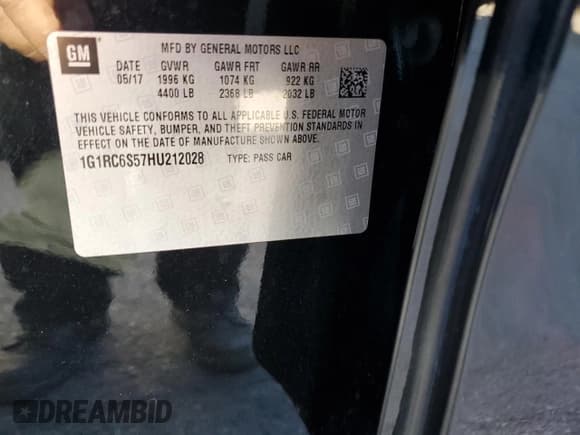 GM
MFD BY GENERAL MOTORS LLC
DATE GVWR GAWR FRT GAWR RR
05/17 1996 KG 1074 KG 922 KG
4400 LB 2368 LB 2032 LB
THIS VEHICLE CONFORMS TO ALL APPLICABLE U.S. FEDERAL MOTOR
VEHICLE SAFETY, BUMPER, AND THEFT PREVENTION STANDARDS IN
EFFECT ON THE DATE OF MANUFACTURE SHOWN ABOVE.
1G1RC6S57HU212028 TYPE: PASS CAR
DREAMBID